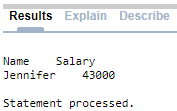 Results Explain Describe
Name    Salary
Jennifer    43000
Statement processed.